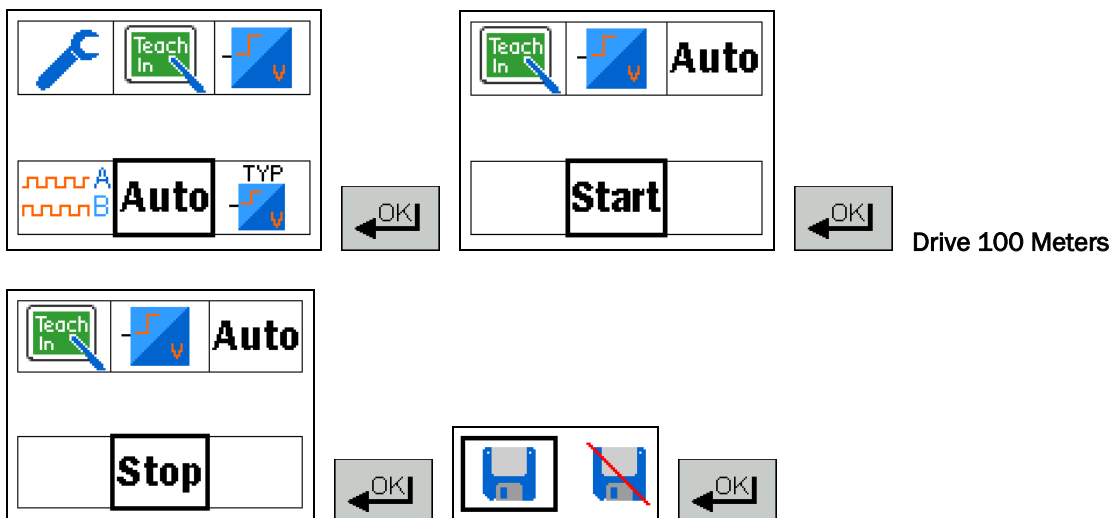 Teach
In
V
A
B
Auto
TYP
V
OK
Teach
In
V
Auto
Start
OK
Drive 100 Meters
Teach
In
V
Auto
Stop
OK
OK